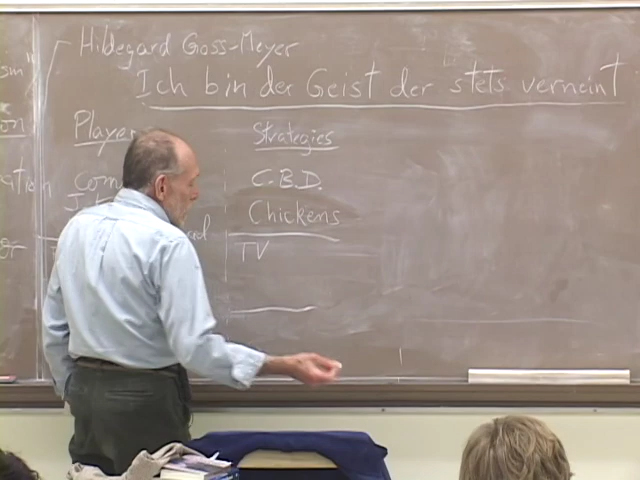 Hildegard Goss-Meyer
Ich bin der Geist der stets verneint
Player
Strategies
C.B.D.
Chickens
TV